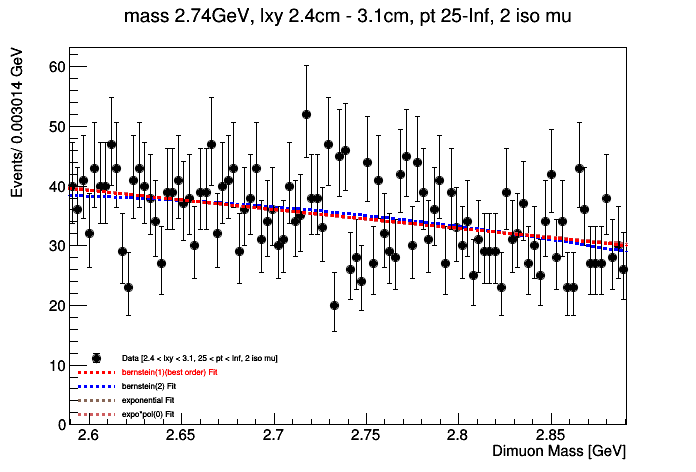 mass 2.74GeV, lxy 2.4cm - 3.1cm, pt 25-Inf, 2 iso mu
Events/ 0.003014 GeV
60
50
40
30
20
10
0
Data [2.4 < lxy < 3.1, 25 < pt < Inf, 2 iso mu]
bernstein(1)(best order) Fit
bernstein(2) Fit
exponential Fit
expo*pol(0) Fit
2.6 2.65 2.7 2.75 2.8 2.85
Dimuon Mass [GeV]